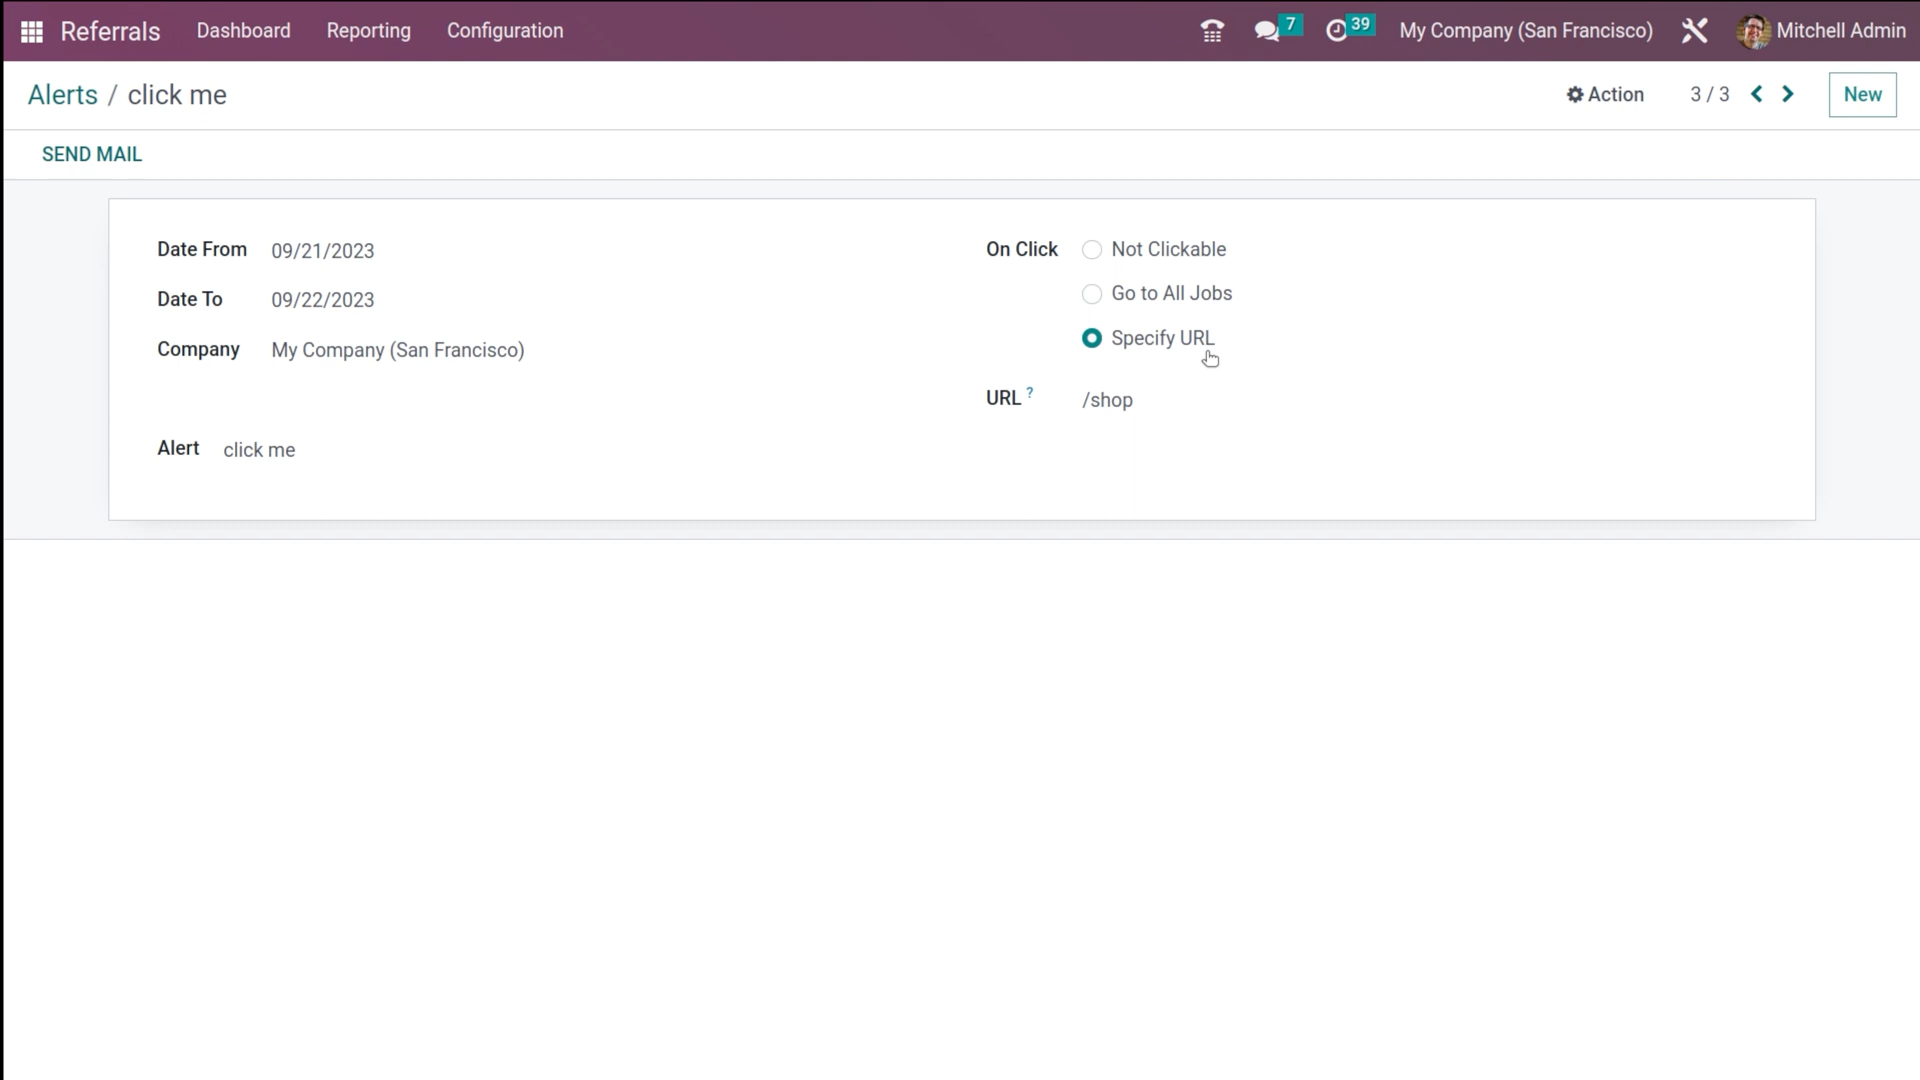 Referrals Dashboard Reporting Configuration 7 39 My Company (San Francisco) Mitchell Admin
Alerts / click me Action 3 / 3 New
SEND MAIL
Date From 09/21/2023
Date To 09/22/2023
Company My Company (San Francisco)
Alert click me
On Click Not Clickable
Go to All Jobs
Specify URL
URL ? /shop